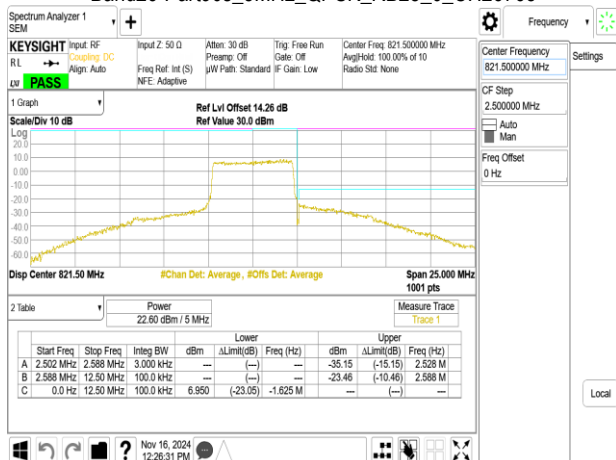 Spectrum Analyzer 1
SEM
+
Frequency
KEYSIGHT
RL
LXI
PASS
Input: RF
Coupling: DC
Align: Auto
Input Z: 50 Ω
Freq Ref: Int (S)
NFE: Adaptive
Atten: 30 dB
Preamp: Off
µW Path: Standard
Trig: Free Run
Gate: Off
IF Gain: Low
Center Freq: 821.500000 MHz
Avg|Hold: 100.00% of 10
Radio Std: None
Center Frequency
821.500000 MHz
Settings
CF Step
2.500000 MHz
Auto
Man
Freq Offset
0 Hz
1 Graph
Scale/Div 10 dB
Ref Lvl Offset 14.26 dB
Ref Value 30.0 dBm
Log
20.0
10.0
0.00
-10.0
-20.0
-30.0
-40.0
-50.0
-60.0
Disp Center 821.50 MHz
#Chan Det: Average, #Offs Det: Average
Span 25.000 MHz
1001 pts
2 Table
Power
22.60 dBm / 5 MHz
Measure Trace
Trace 1
Lower Upper
Start Freq Stop Freq Integ BW dBm ΔLimit(dB) Freq (Hz) dBm ΔLimit(dB) Freq (Hz)
A 2.502 MHz 2.588 MHz 3.000 kHz --- (---) --- -35.15 (-15.15) 2.528 M
B 2.588 MHz 12.50 MHz 100.0 kHz --- (---) --- -23.46 (-10.46) 2.588 M
C 0.0 Hz 12.50 MHz 100.0 kHz 6.950 (-23.05) -1.625 M --- (---) ---
Local
?
Nov 16, 2024
12:26:31 PM